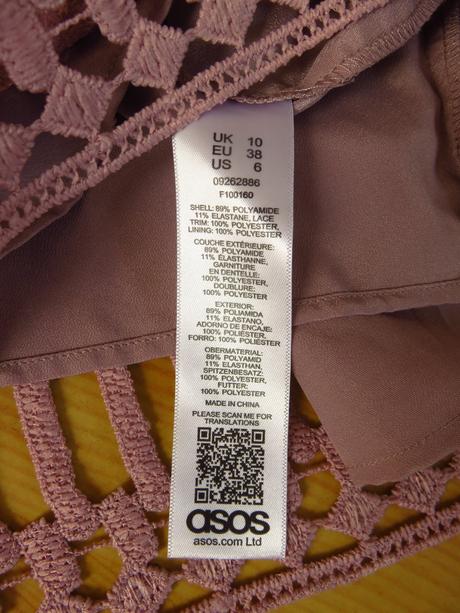 UK 10
EU 38
US 6
09262886
F100160
SHELL: 89% POLYAMIDE
11% ELASTANE, LACE
TRIM: 100% POLYESTER,
LINING: 100% POLYESTER
COUCHE EXTÉRIEURE:
89% POLYAMIDE
11% ÉLASTHANNE,
GARNITURE
EN DENTELLE:
100% POLYESTER,
DOUBLURE:
100% POLYESTER
EXTERIOR:
89% POLIAMIDA
11% ELASTANO,
ADORNO DE ENCAJE:
100% POLIÉSTER,
FORRO: 100% POLIÉSTER
OBERMATERIAL:
89% POLYAMID
11% ELASTHAN,
SPITZENBESATZ:
100% POLYESTER,
FUTTER:
100% POLYESTER
MADE IN CHINA
PLEASE SCAN ME FOR
TRANSLATIONS
asos
asos.com Ltd